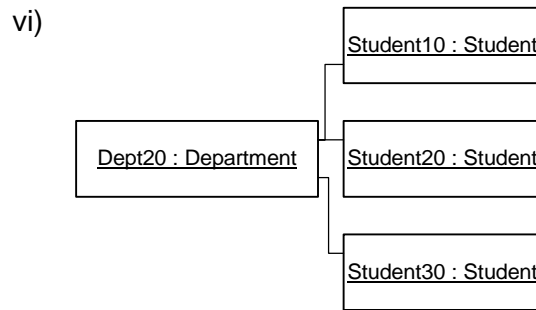 vi)
Student10 : Student
Dept20 : Department
Student20 : Student
Student30 : Student